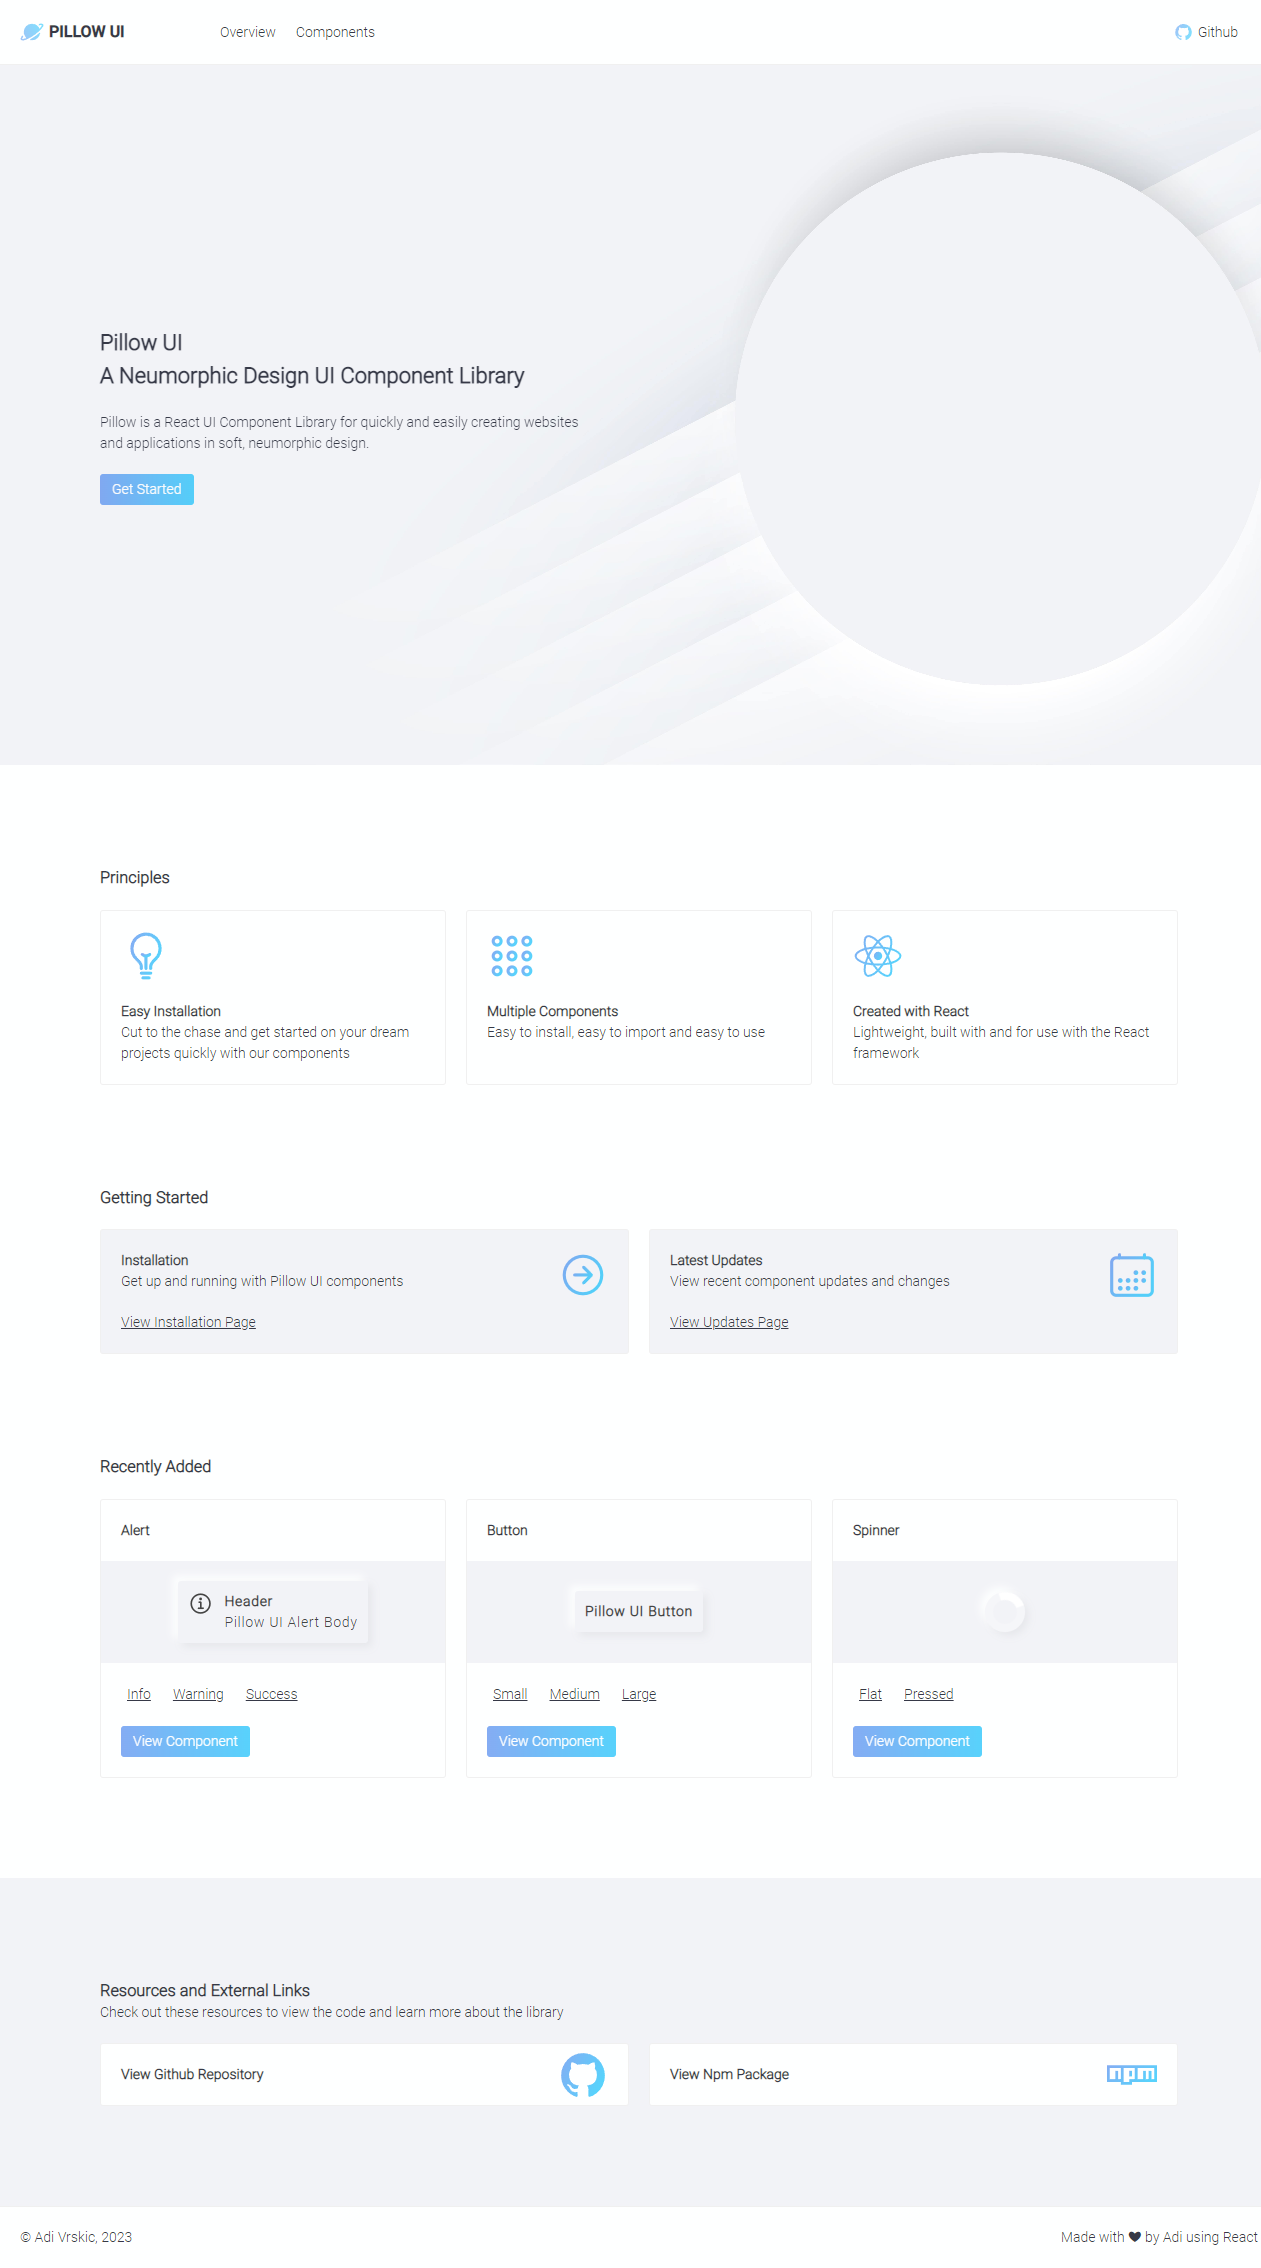 PILLOW UI
Overview
Components
Github
Pillow UI
A Neumorphic Design UI Component Library
Pillow is a React UI Component Library for quickly and easily creating websites
and applications in soft, neumorphic design.
Get Started
Principles
Easy Installation
Cut to the chase and get started on your dream
projects quickly with our components
Multiple Components
Easy to install, easy to import and easy to use
Created with React
Lightweight, built with and for use with the React
framework
Getting Started
Installation
Get up and running with Pillow UI components
View Installation Page
Latest Updates
View recent component updates and changes
View Updates Page
Recently Added
Alert
Header
Pillow UI Alert Body
Info
Warning
Success
View Component
Button
Pillow UI Button
Small
Medium
Large
View Component
Spinner
Flat
Pressed
View Component
Resources and External Links
Check out these resources to view the code and learn more about the library
View Github Repository
View Npm Package
npm
© Adi Vrskic, 2023
Made with ♥ by Adi using React